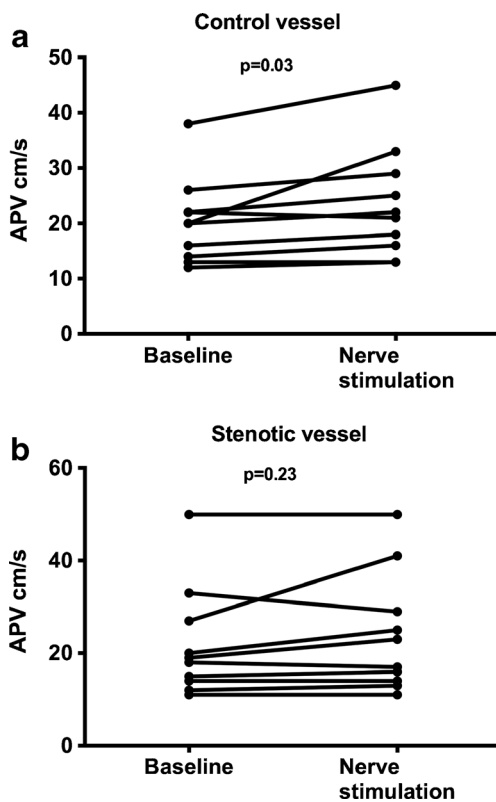 a
Control vessel
p=0.03
50
40
30
20
10
0
APV cm/s
Baseline
Nerve
stimulation
b
Stenotic vessel
p=0.23
60
40
20
0
APV cm/s
Baseline
Nerve
stimulation